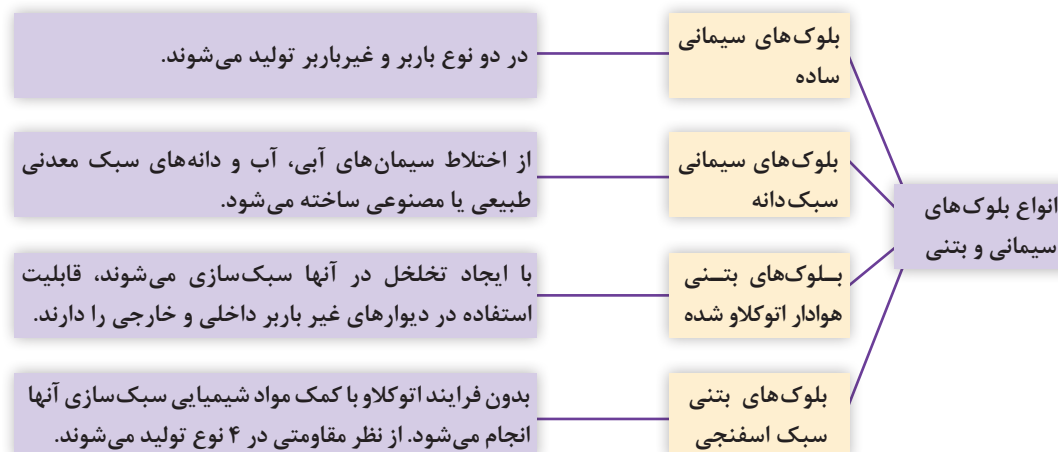 انواع بلوک‌های
سیمانی و بتنی
بلوک‌های سیمانی
ساده
در دو نوع باربر و غیرباربر تولید می‌شوند.
بلوک‌های سیمانی
سبک‌دانه
از اختلاط سیمان‌های آبی، آب و دانه‌های سبک معدنی
طبیعی یا مصنوعی ساخته می‌شود.
بـلوک‌های بتـنی
هوادار اتوکلاو شده
با ایجاد تخلخل در آنها سبک‌سازی می‌شوند، قابلیت
استفاده در دیوارهای غیر باربر داخلی و خارجی را دارند.
بلوک‌های بتنی
سبک اسفنجی
بدون فرایند اتوکلاو با کمک مواد شیمیایی سبک‌سازی آنها
انجام می‌شود. از نظر مقاومتی در ۴ نوع تولید می‌شوند.